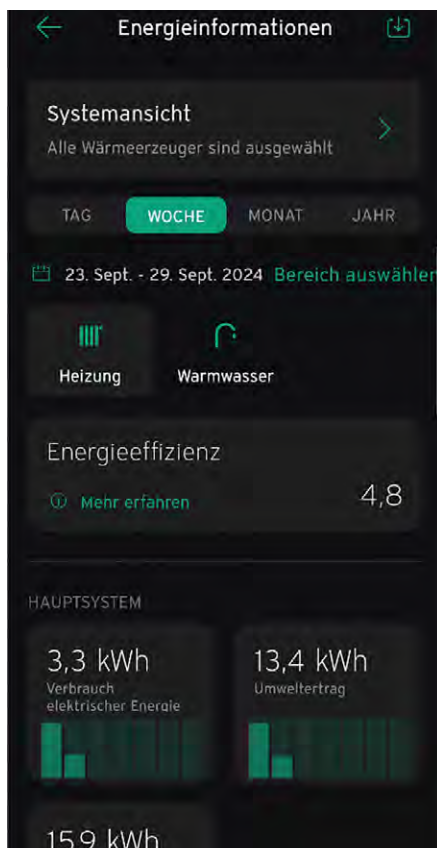 Energieinformationen
Systemansicht
Alle Wärmeerzeuger sind ausgewählt
TAG WOCHE MONAT JAHR
23. Sept. - 29. Sept. 2024 Bereich auswählen
Heizung Warmwasser
Energieeffizienz
Mehr erfahren 4,8
HAUPTSYSTEM
3,3 kWh 13,4 kWh
Verbrauch Umweltertrag
elektrischer Energie
15,9 kWh